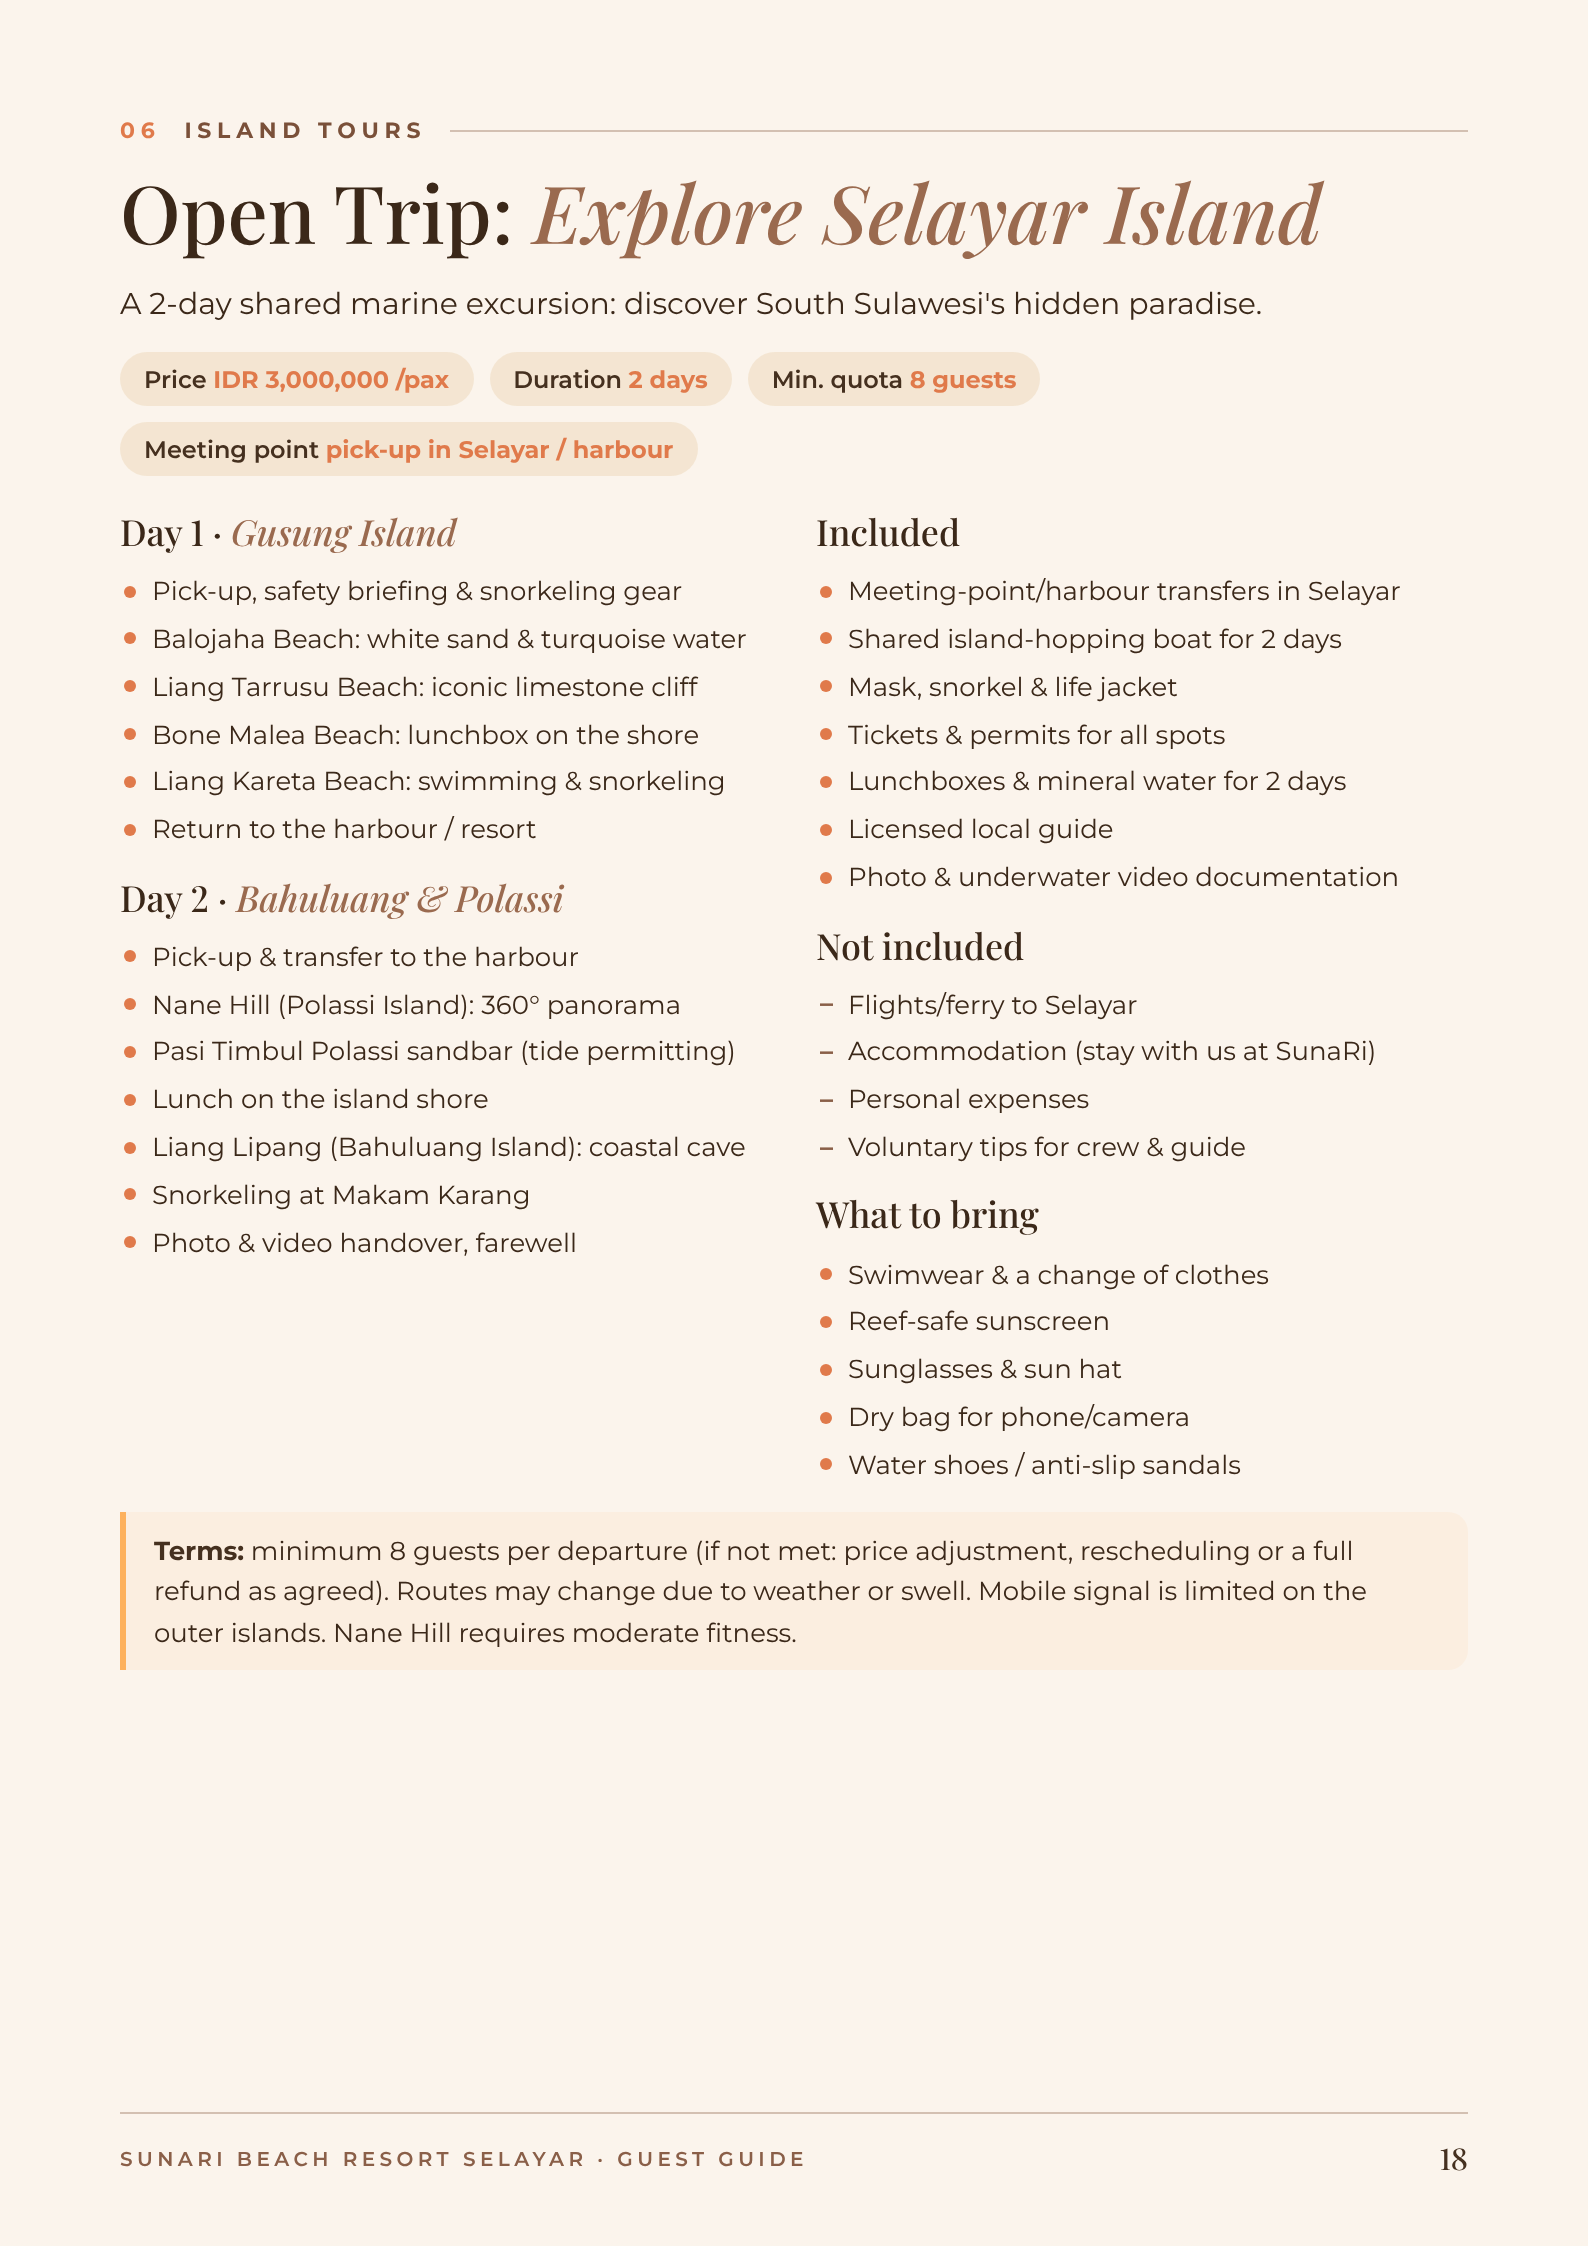 06 ISLAND TOURS
Open Trip: Explore Selayar Island
A 2-day shared marine excursion: discover South Sulawesi's hidden paradise.
Price IDR 3,000,000 /pax
Duration 2 days
Min. quota 8 guests
Meeting point pick-up in Selayar / harbour
Day 1 · Gusung Island
Pick-up, safety briefing & snorkeling gear
Balojaha Beach: white sand & turquoise water
Liang Tarrusu Beach: iconic limestone cliff
Bone Malea Beach: lunchbox on the shore
Liang Kareta Beach: swimming & snorkeling
Return to the harbour / resort
Day 2 · Bahuluang & Polassi
Pick-up & transfer to the harbour
Nane Hill (Polassi Island): 360° panorama
Pasi Timbul Polassi sandbar (tide permitting)
Lunch on the island shore
Liang Lipang (Bahuluang Island): coastal cave
Snorkeling at Makam Karang
Photo & video handover, farewell
Included
Meeting-point/harbour transfers in Selayar
Shared island-hopping boat for 2 days
Mask, snorkel & life jacket
Tickets & permits for all spots
Lunchboxes & mineral water for 2 days
Licensed local guide
Photo & underwater video documentation
Not included
– Flights/ferry to Selayar
– Accommodation (stay with us at SunaRi)
– Personal expenses
– Voluntary tips for crew & guide
What to bring
Swimwear & a change of clothes
Reef-safe sunscreen
Sunglasses & sun hat
Dry bag for phone/camera
Water shoes / anti-slip sandals
Terms: minimum 8 guests per departure (if not met: price adjustment, rescheduling or a full
refund as agreed). Routes may change due to weather or swell. Mobile signal is limited on the
outer islands. Nane Hill requires moderate fitness.
SUNARI BEACH RESORT SELAYAR · GUEST GUIDE
18